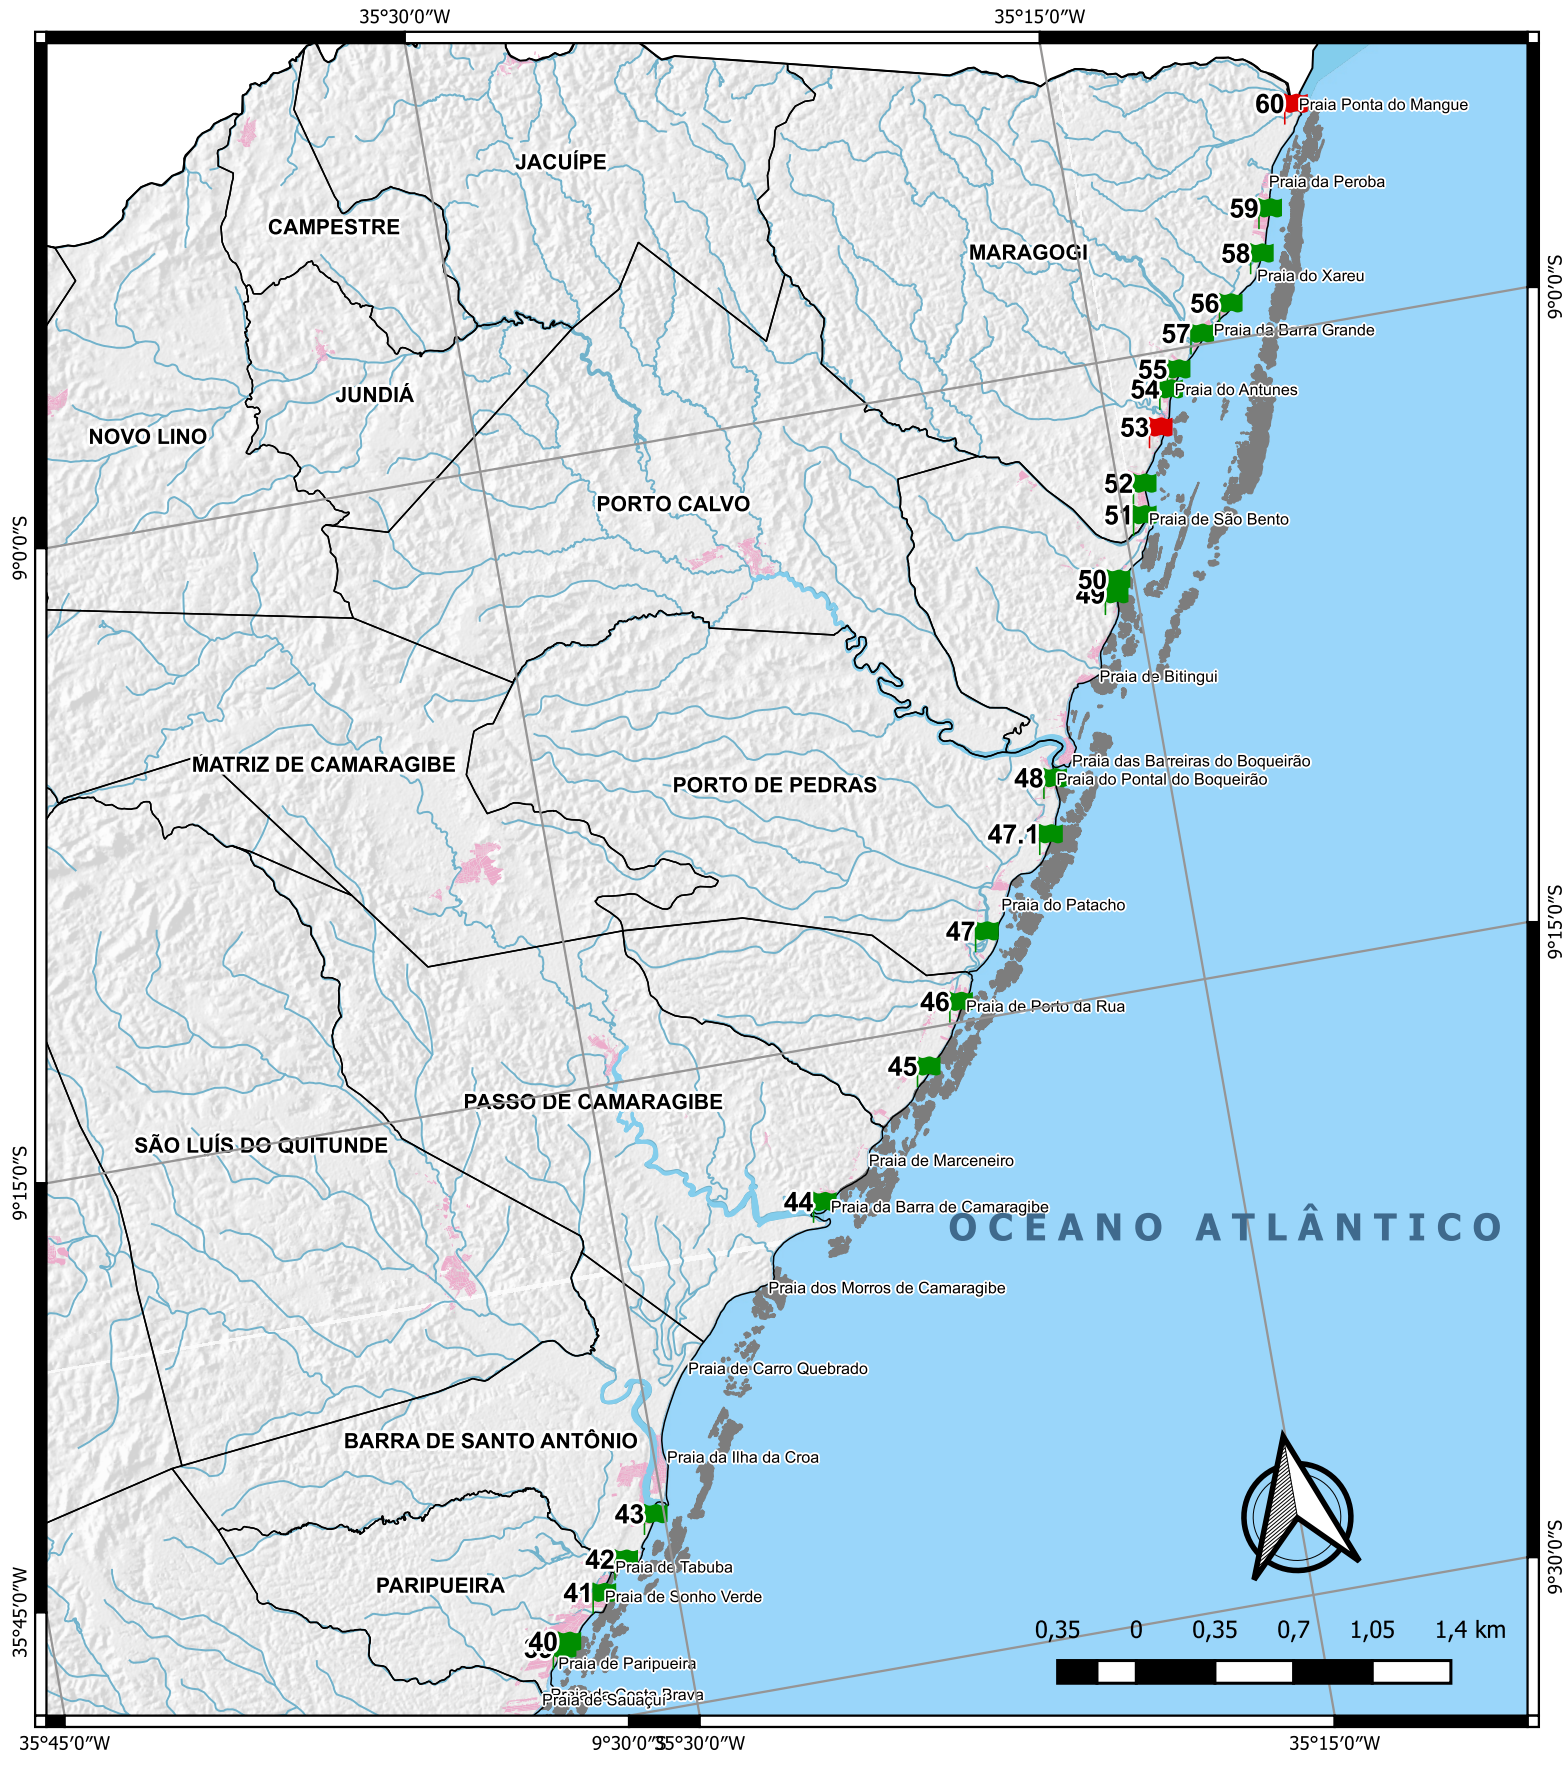 35°30′0″W
35°15′0″W
60
Praia Ponta do Mangue
JACUÍPE
Praia da Peroba
59
CAMPESTRE
MARAGOGI
58
Praia do Xareu
9°0′0″S
56
57
Praia da Barra Grande
55
54
Praia do Antunes
JUNDIÁ
53
NOVO LINO
52
PORTO CALVO
51
Praia de São Bento
9°0′0″S
50
49
Praia de Bitingui
MATRIZ DE CAMARAGIBE
Praia das Barreiras do Boqueirão
48
Praia do Pontal do Boqueirão
PORTO DE PEDRAS
47.1
Praia do Patacho
9°15′0″S
47
46
Praia de Porto da Rua
45
PASSO DE CAMARAGIBE
SÃO LUÍS DO QUITUNDE
Praia de Marceneiro
9°15′0″S
44
Praia da Barra de Camaragibe
OCEANO ATLÂNTICO
Praia dos Morros de Camaragibe
Praia de Carro Quebrado
BARRA DE SANTO ANTÔNIO
Praia da Ilha da Croa
43
42
Praia de Tabuba
9°30′0″S
PARIPUEIRA
41
Praia de Sonho Verde
35°45′0″W
0,35 0 0,35 0,7 1,05 1,4 km
40
Praia de Paripueira
Praia da Costa Brava
Praia de Sauaçui
35°45′0″W
9°30′0″S
35°30′0″W
35°15′0″W